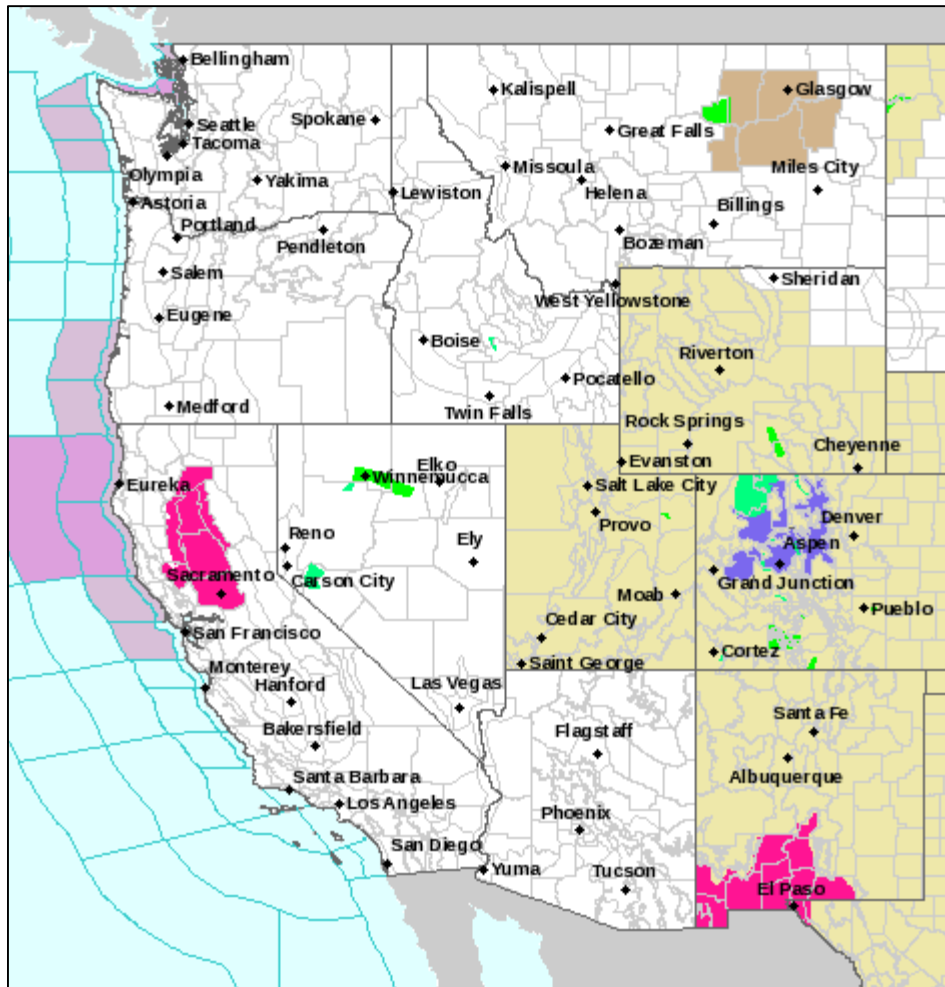 Bellingham
Kalispell
Glasgow
Seattle
Spokane
Great Falls
Tacoma
Olympia
Missoula
Miles City
Yakima
Lewiston
Helena
Astoria
Billings
Portland
Pendleton
Bozeman
Salem
Sheridan
West Yellowstone
Eugene
Boise
Riverton
Pocatello
Medford
Twin Falls
Rock Springs
Cheyenne
Elko
Evanston
Winnemucca
Eureka
Salt Lake City
Provo
Denver
Reno
Ely
Aspen
Sacramento
Carson City
Grand Junction
Moab
Pueblo
Cedar City
San Francisco
Cortez
Saint George
Monterey
Hanford
Las Vegas
Santa Fe
Bakersfield
Flagstaff
Albuquerque
Santa Barbara
Los Angeles
Phoenix
San Diego
Yuma
Tucson
El Paso